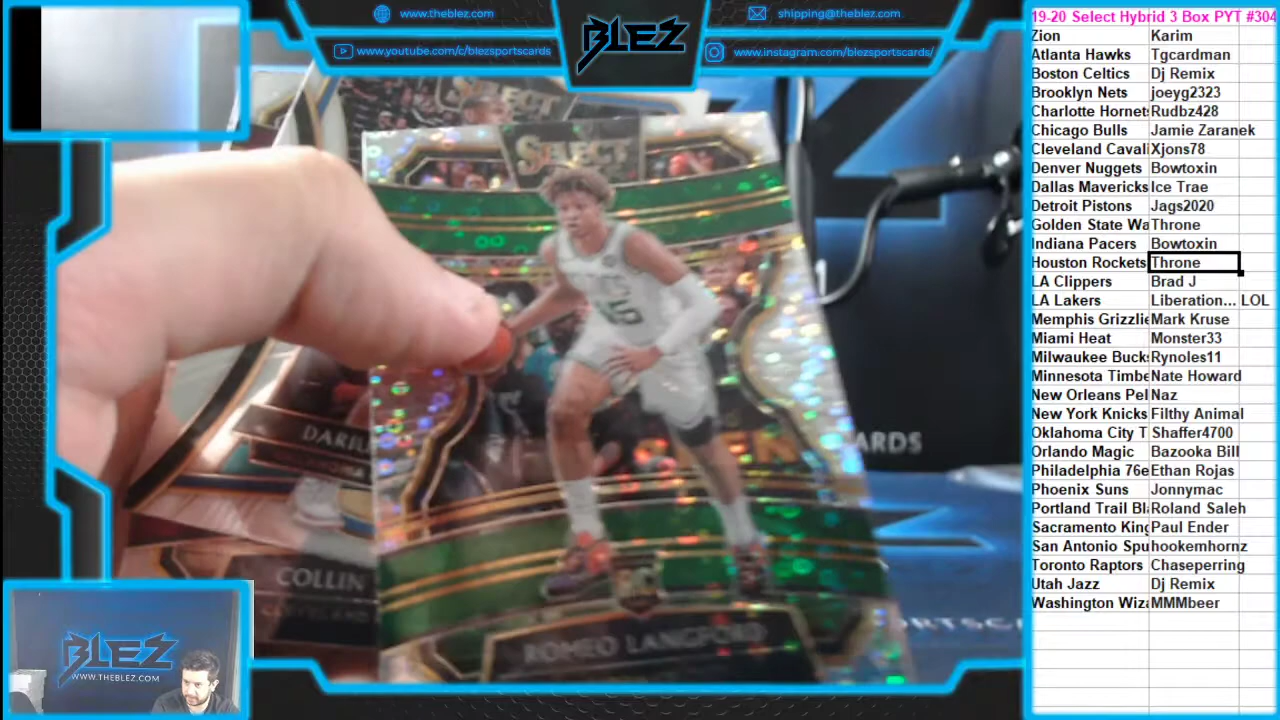 www.theblez.com
www.youtube.com/c/blezsportscards
BLEZ
shipping@theblez.com
www.instagram.com/blezsportscards/
19-20 Select Hybrid 3 Box PYT #304
Zion Karim
Atlanta Hawks Tgcardman
Boston Celtics Dj Remix
Brooklyn Nets joeyg2323
Charlotte Hornets Rudbz428
Chicago Bulls Jamie Zaranek
Cleveland Caval Xjons78
Denver Nuggets Bowtoxin
Dallas Mavericks Ice Trae
Detroit Pistons Jags2020
Golden State Wa Throne
Indiana Pacers Bowtoxin
Houston Rockets Throne
LA Clippers Brad J
LA Lakers Liberation... LOL
Memphis Grizzlie Mark Kruse
Miami Heat Monster33
Milwaukee Buck Rynoles11
Minnesota Timbe Nate Howard
New Orleans Pel Naz
New York Knicks Filthy Animal
Oklahoma City T Shaffer4700
Orlando Magic Bazooka Bill
Philadelphia 76e Ethan Rojas
Phoenix Suns Jonnymac
Portland Trail Bl Roland Saleh
Sacramento King Paul Ender
San Antonio Spu hookemhornz
Toronto Raptors Chaseperring
Utah Jazz Dj Remix
Washington Wiza MMMbeer
SELECT
SELECT
DARIU
COLLIN
CLEVELAND
ROMEO LANGFORD
RC
CARDS
BLEZ
WWW.THEBLEZ.COM